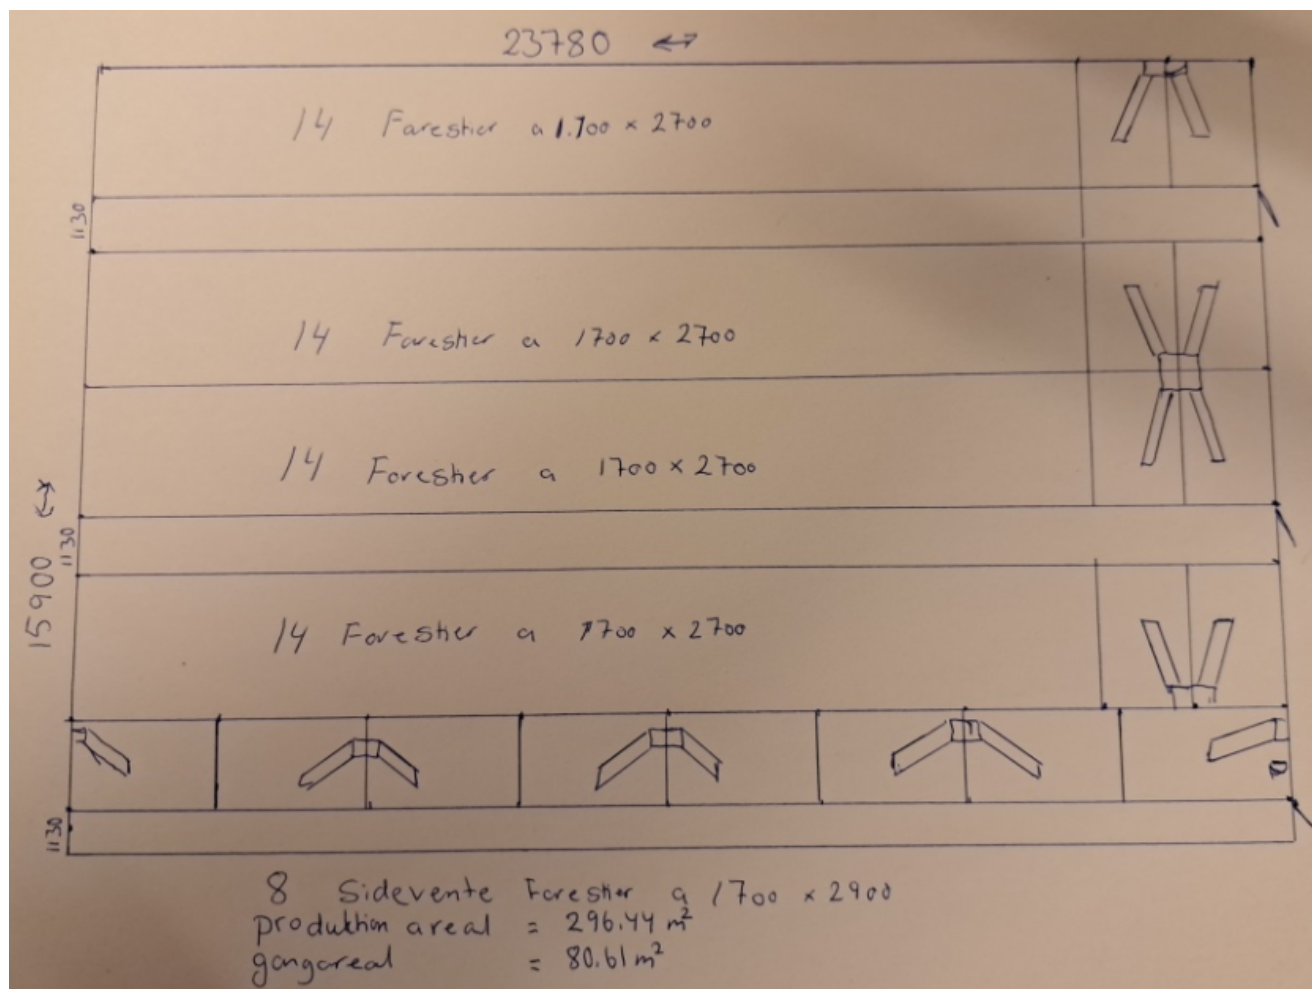 23780 ↔
14 Farestier a 1.700 × 2700
1130
14 Farestier a 1700 × 2700
14 Farestier a 1700 × 2700
15900 ↔
1130
14 Farestier a 1700 × 2700
1130
8 Sidevente Farestier a 1700 × 2900
produktion areal = 296.44 m²
gangareal = 80.61 m²